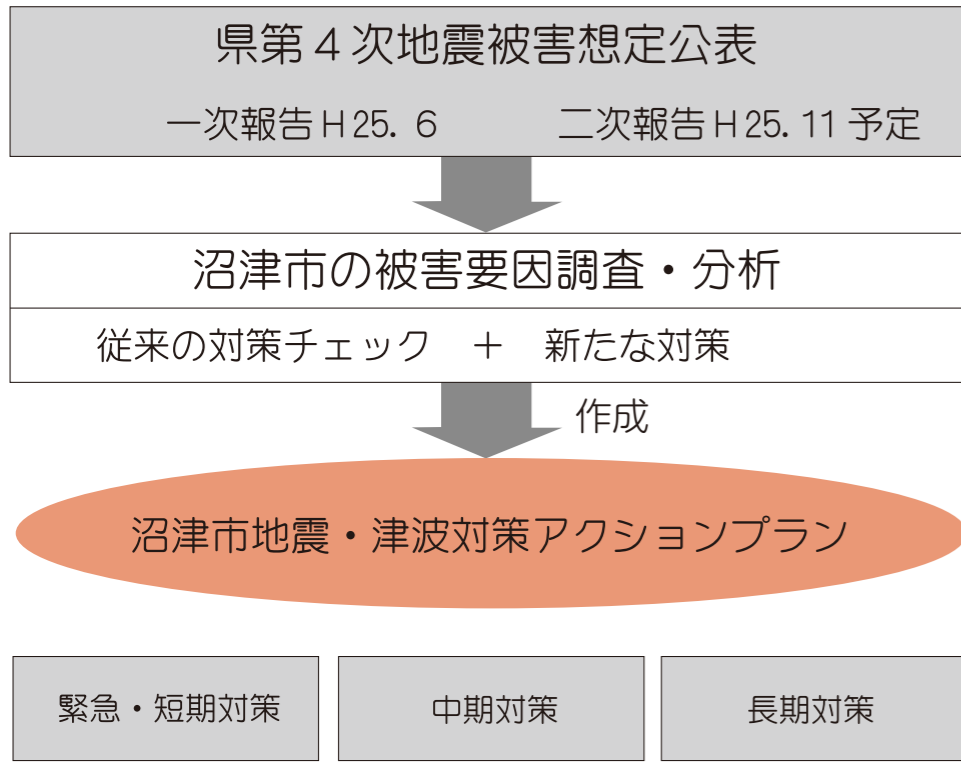 県第４次地震被害想定公表
一次報告Ｈ25．6　二次報告Ｈ25．11予定
沼津市の被害要因調査・分析
従来の対策チェック　＋　新たな対策
作成
沼津市地震・津波対策アクションプラン
緊急・短期対策　中期対策　長期対策